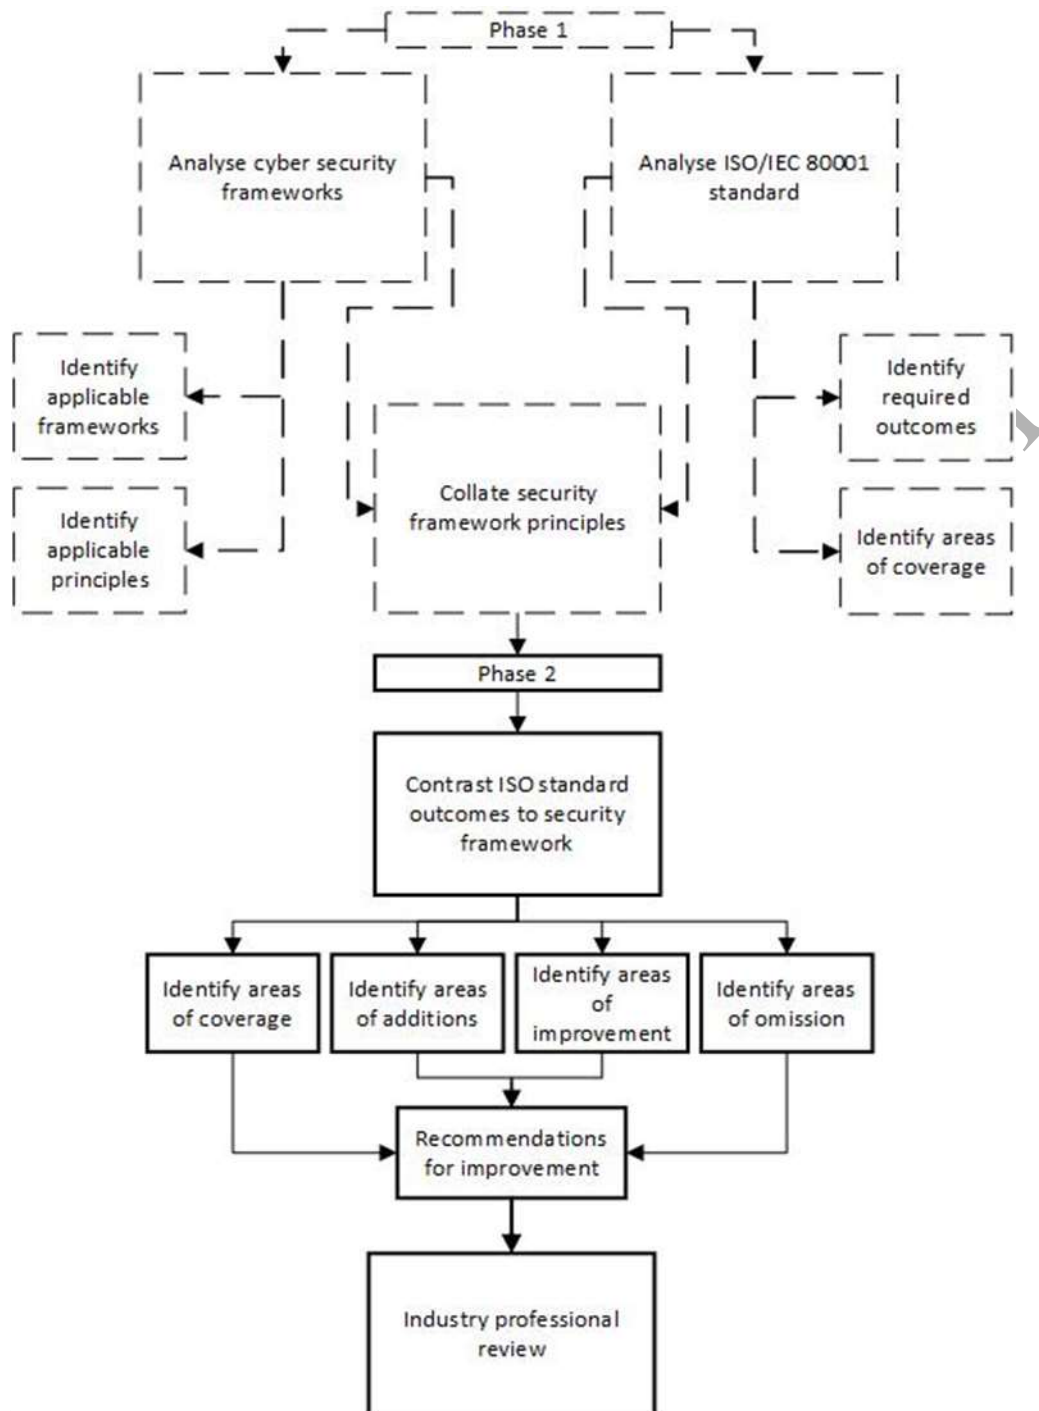 Phase 1
Analyse cyber security
frameworks
Analyse ISO/IEC 80001
standard
Identify
applicable
frameworks
Identify
required
outcomes
Collate security
framework principles
Identify
applicable
principles
Identify areas
of coverage
Phase 2
Contrast ISO standard
outcomes to security
framework
Identify areas
of coverage
Identify areas
of additions
Identify areas
of
improvement
Identify areas
of omission
Recommendations
for improvement
Industry professional
review